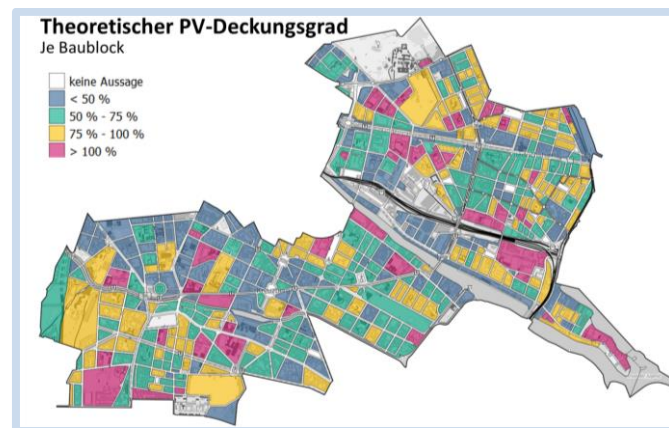 Theoretischer PV-Deckungsgrad
Je Baublock
keine Aussage
< 50 %
50 % - 75 %
75 % - 100 %
> 100 %